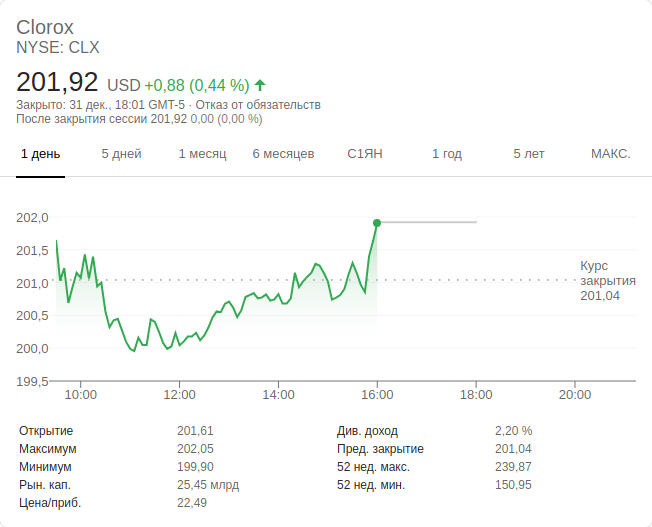 Clorox
NYSE: CLX
201,92 USD +0,88 (0,44 %)
Закрыто: 31 дек., 18:01 GMT-5 · Отказ от обязательств
После закрытия сессии 201,92 0,00 (0,00 %)
1 день 5 дней 1 месяц 6 месяцев С1ЯН 1 год 5 лет МАКС.
202,0
201,5
Курс
201,0 закрытия
201,04
200,5
200,0
199,5
10:00 12:00 14:00 16:00 18:00 20:00
Открытие 201,61 Див. доход 2,20 %
Максимум 202,05 Пред. закрытие 201,04
Минимум 199,90 52 нед. макс. 239,87
Рын. кап. 25,45 млрд 52 нед. мин. 150,95
Цена/приб. 22,49